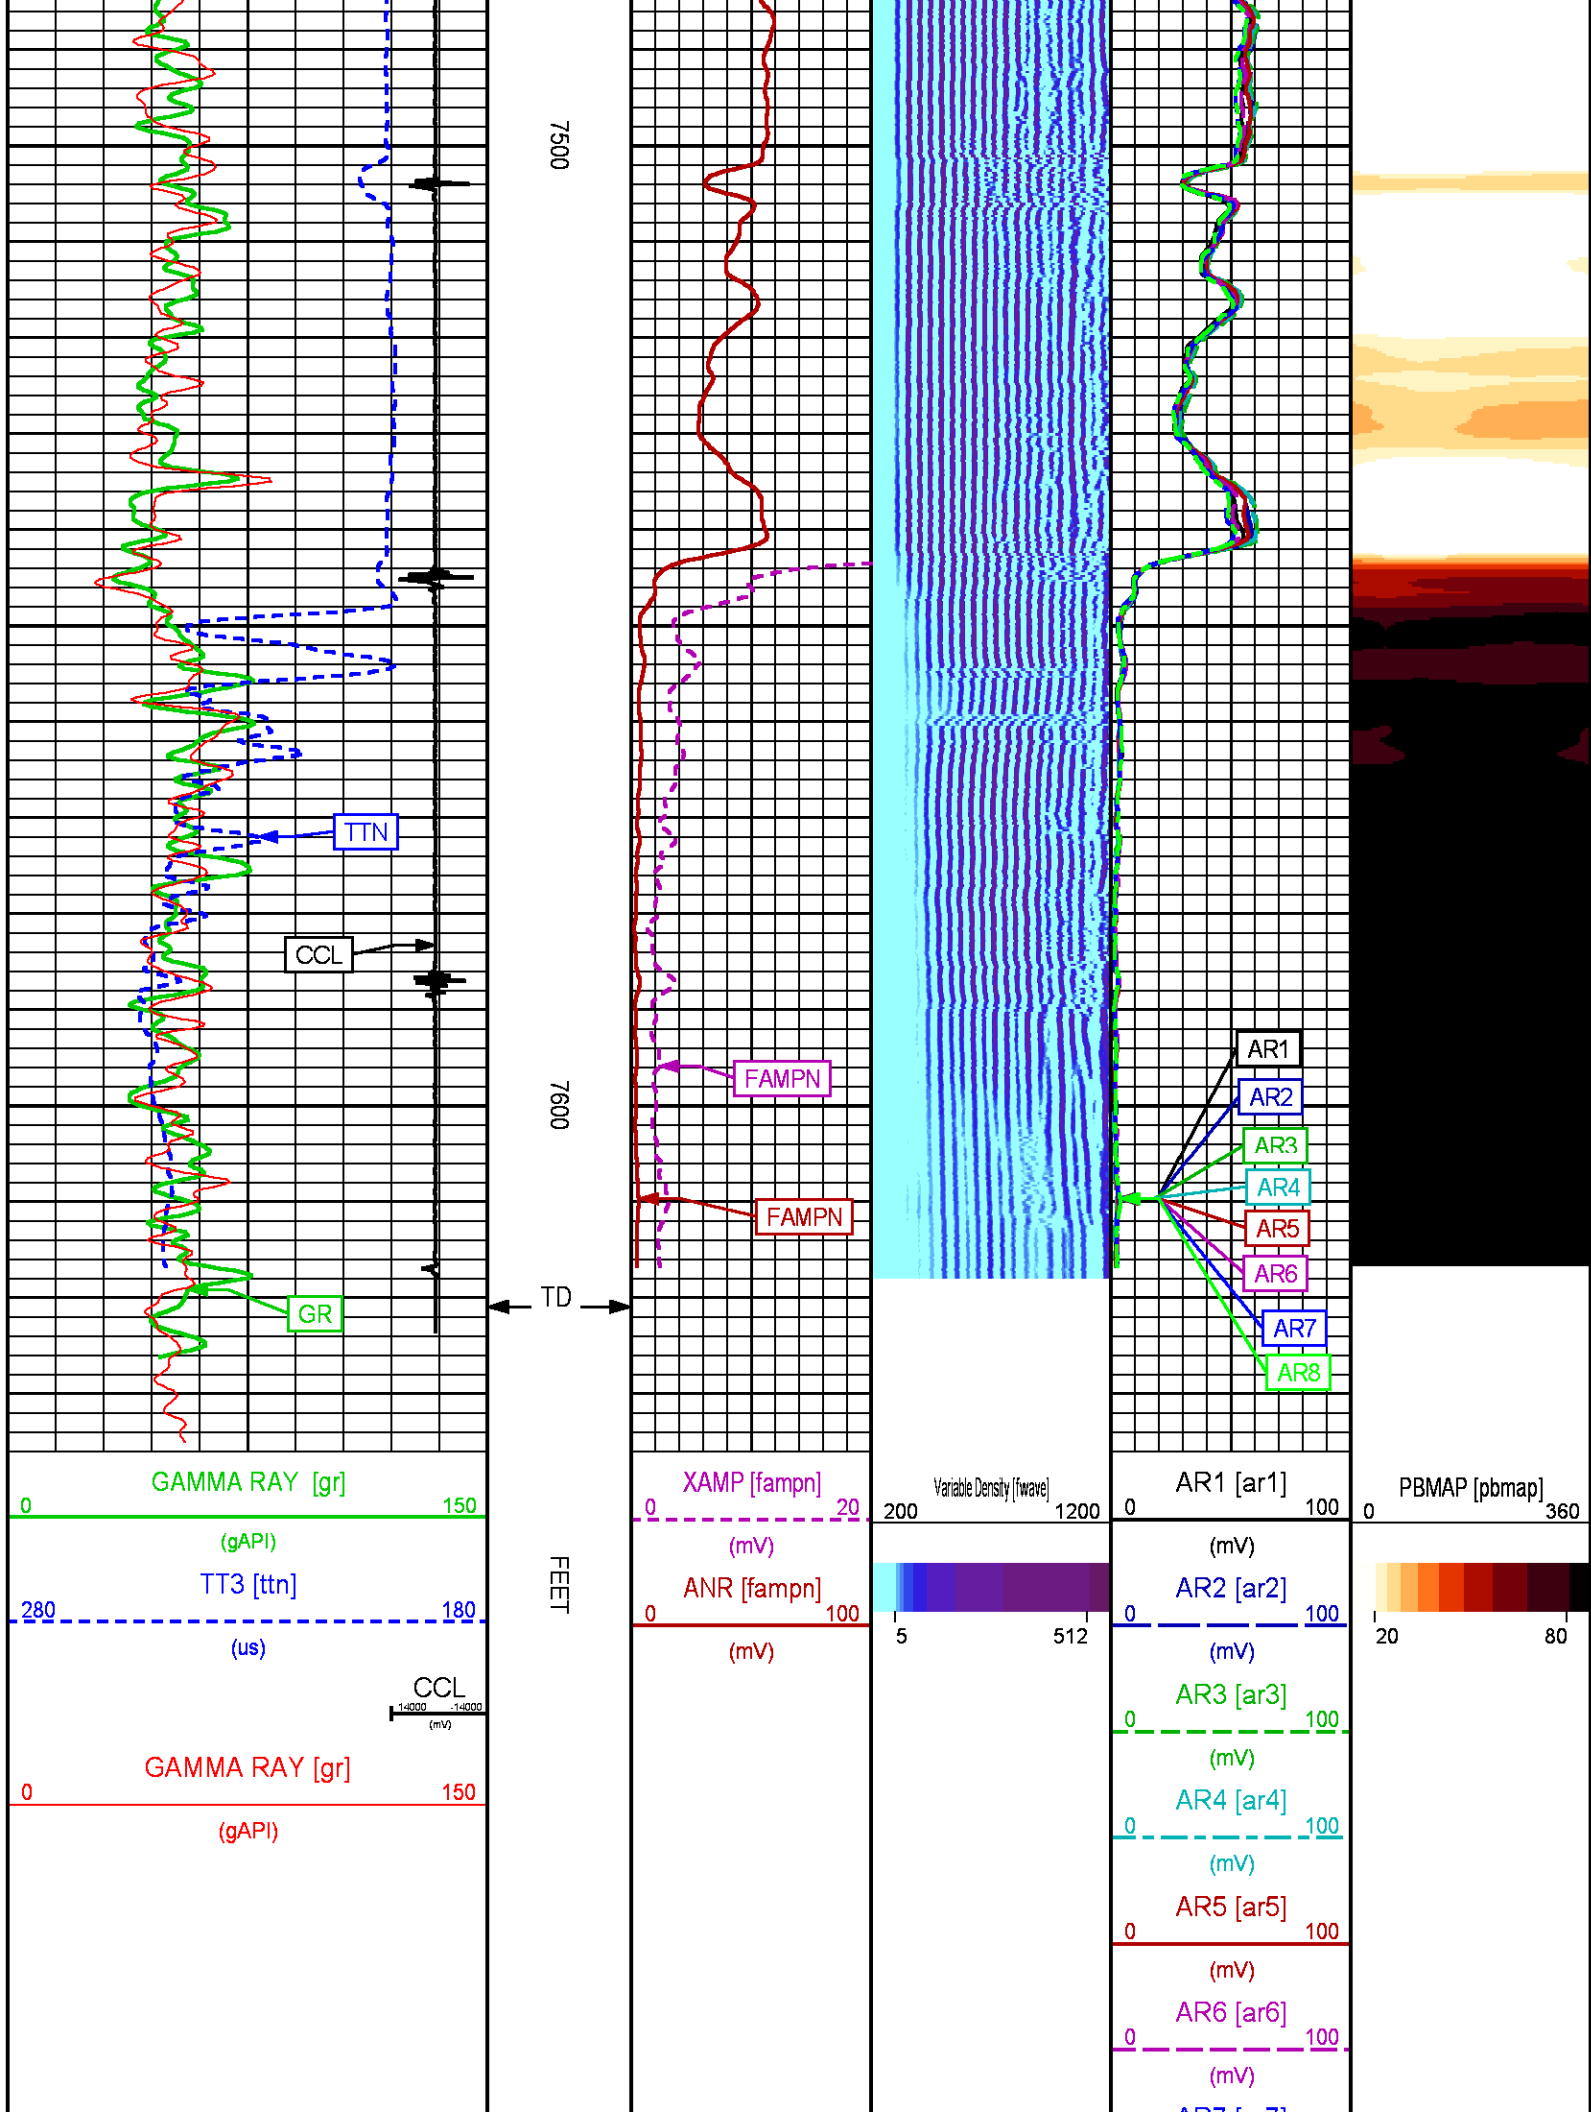 7500
TTN
CCL
7600
FAMPN
FAMPN
AR1
AR2
AR3
AR4
AR5
AR6
AR7
AR8
TD
GR
GAMMA RAY [gr]
0 150
(gAPI)
TT3 [ttn]
280 180
(us)
CCL
14000 -14000
(mV)
GAMMA RAY [gr]
0 150
(gAPI)
FEET
XAMP [fampn]
0 20
(mV)
ANR [fampn]
0 100
(mV)
Variable Density [fwave]
200 1200
5 512
AR1 [ar1]
0 100
(mV)
AR2 [ar2]
0 100
(mV)
AR3 [ar3]
0 100
(mV)
AR4 [ar4]
0 100
(mV)
AR5 [ar5]
0 100
(mV)
AR6 [ar6]
0 100
(mV)
PBMAP [pbmap]
0 360
20 80